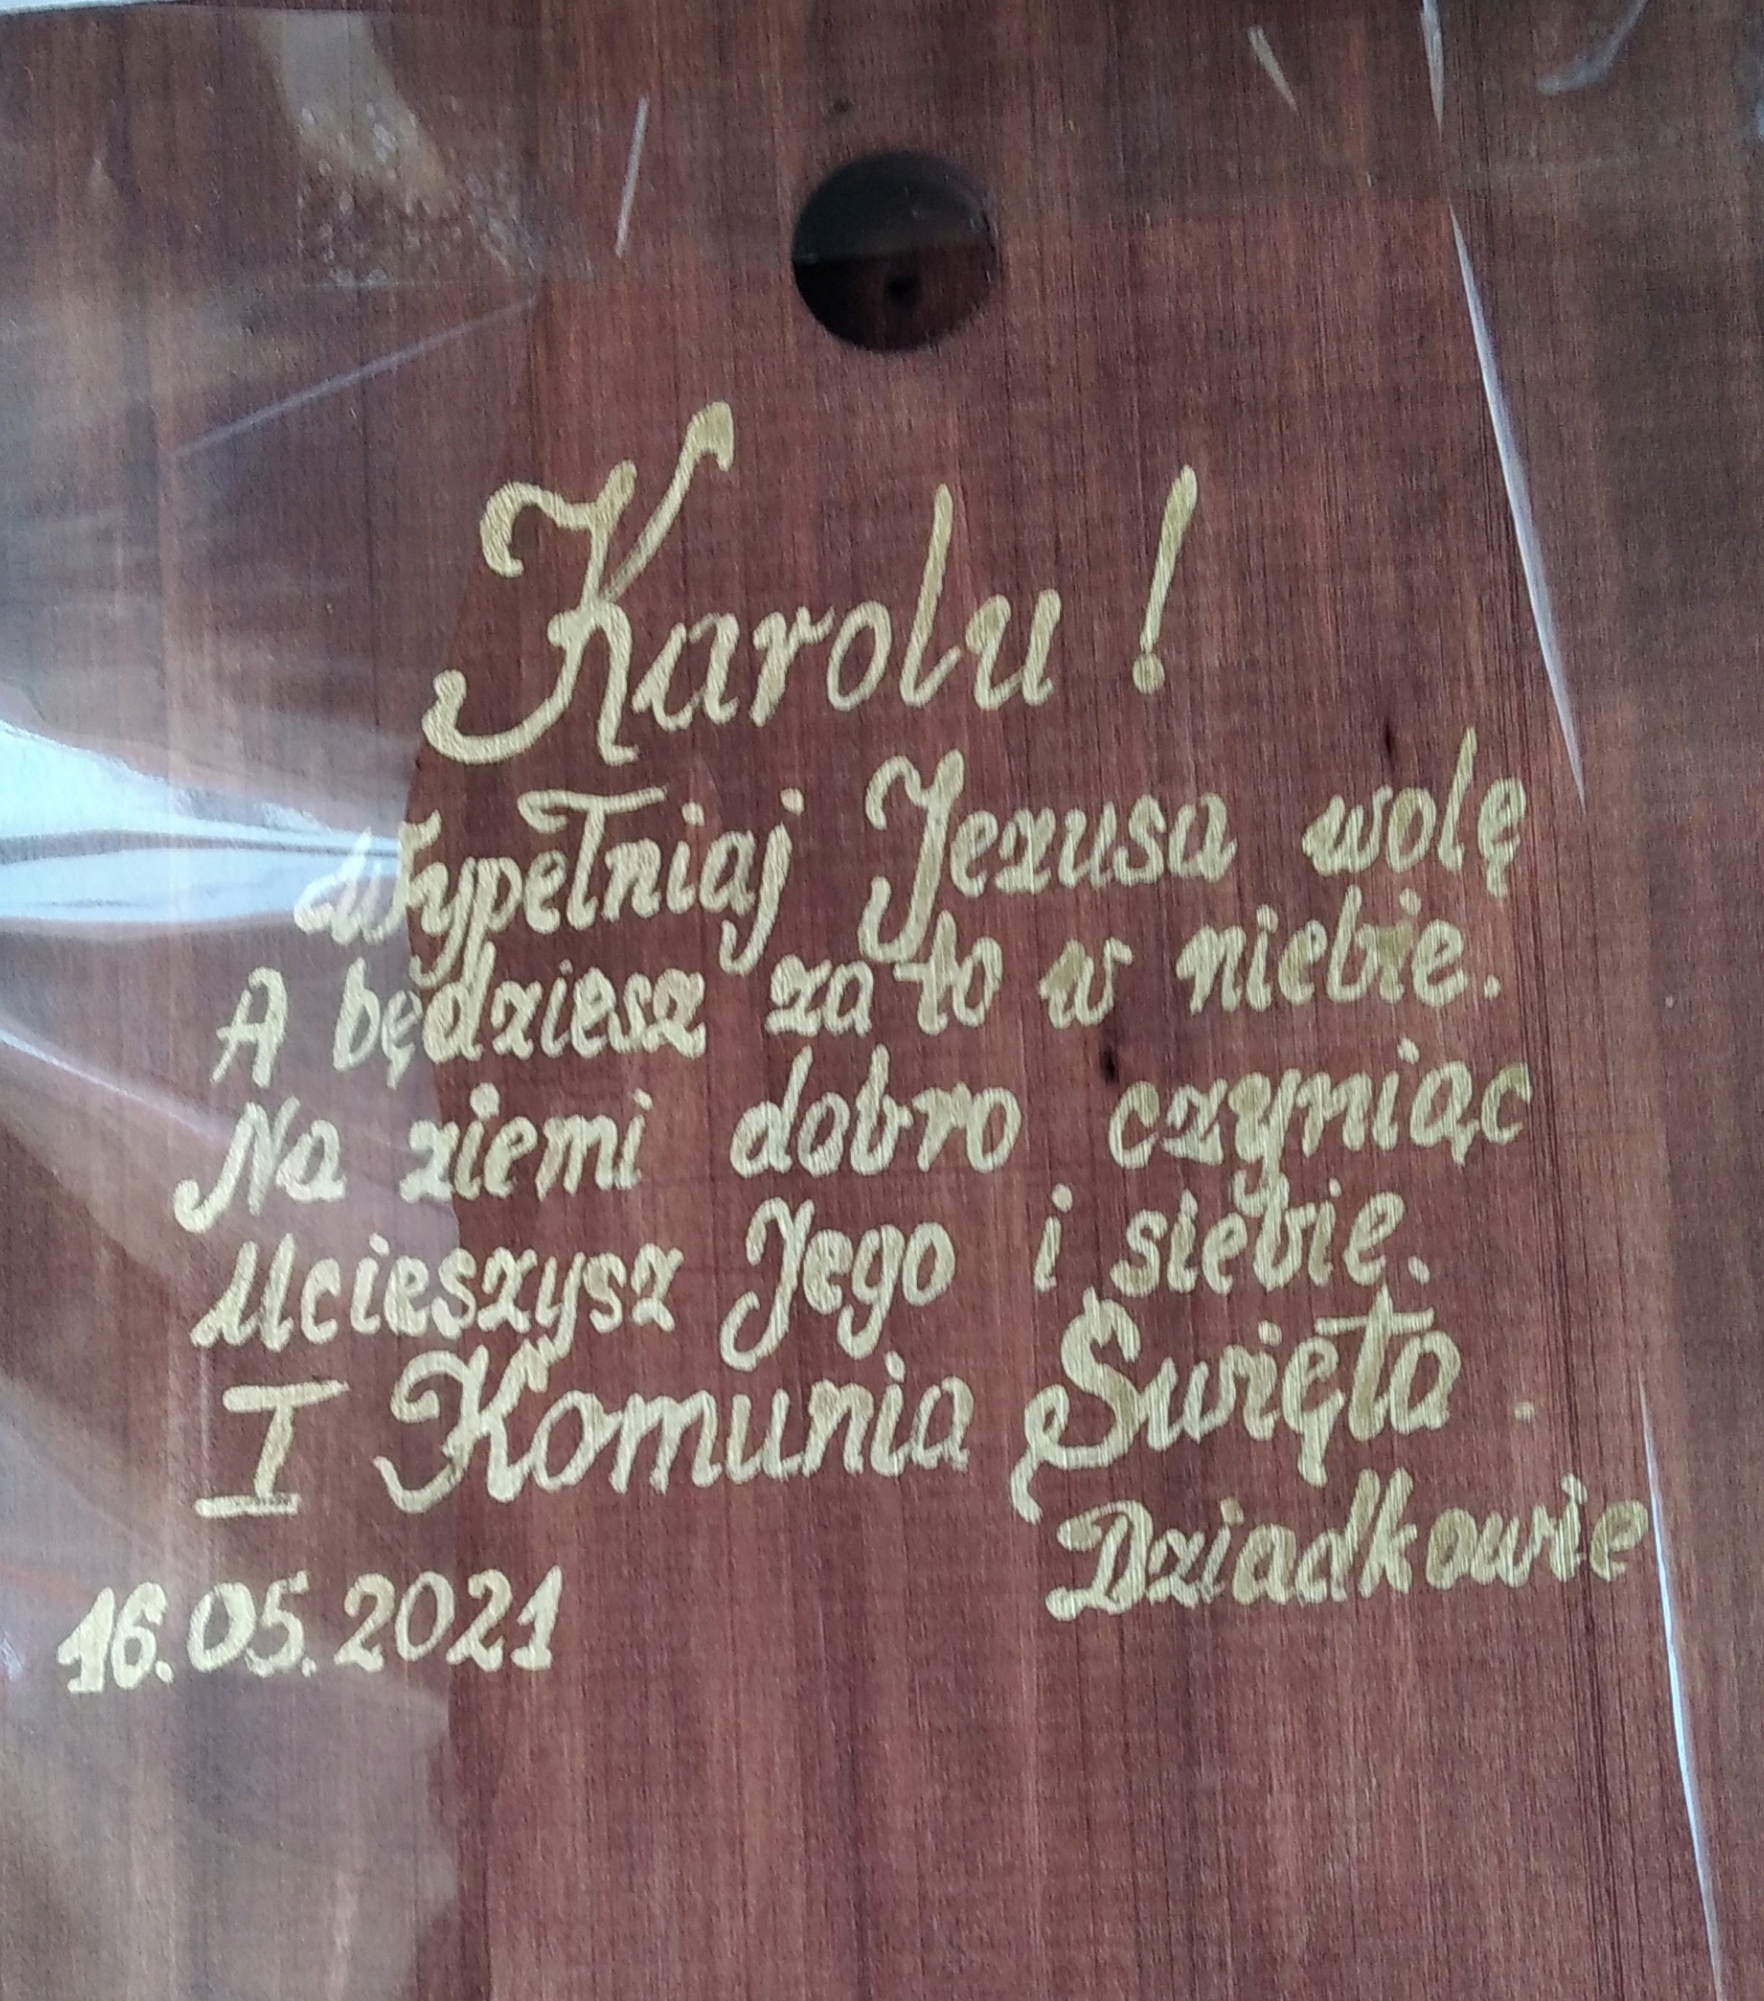 Karolu !
Wypełniaj Jezusa wolę
A będziesz za to w niebie.
Na ziemi dobro czyniąc
Ucieszysz Jego i siebie.
I Komunia Święta .
Dziadkowie
16.05.2021